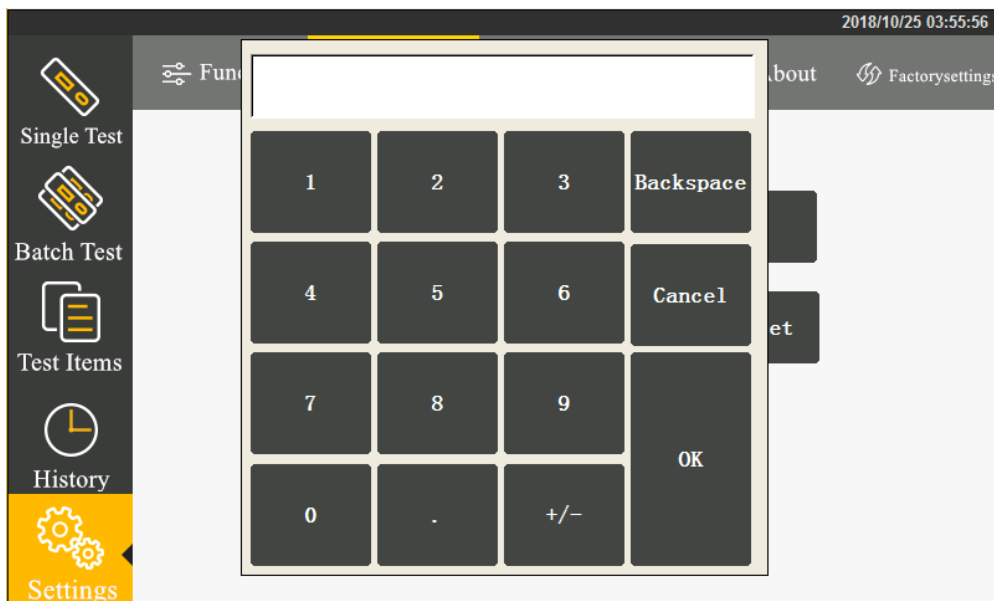 2018/10/25 03:55:56
Single Test
Batch Test
Test Items
History
Settings
Func
bout
Factorysettings
1 2 3 Backspace
4 5 6 Cancel
7 8 9
OK
0 . +/-
et